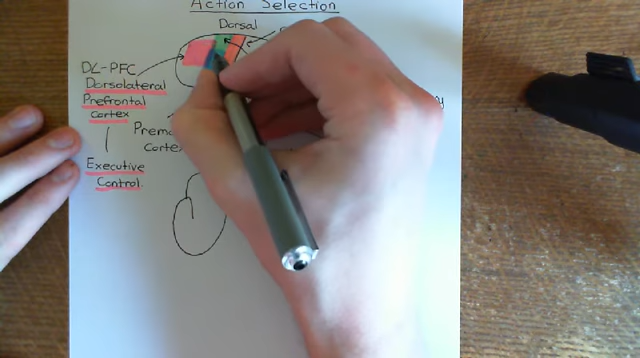 Action Selection
Dorsal
DL-PFC
Dorsolateral
Prefrontal
cortex
Executive
Control.